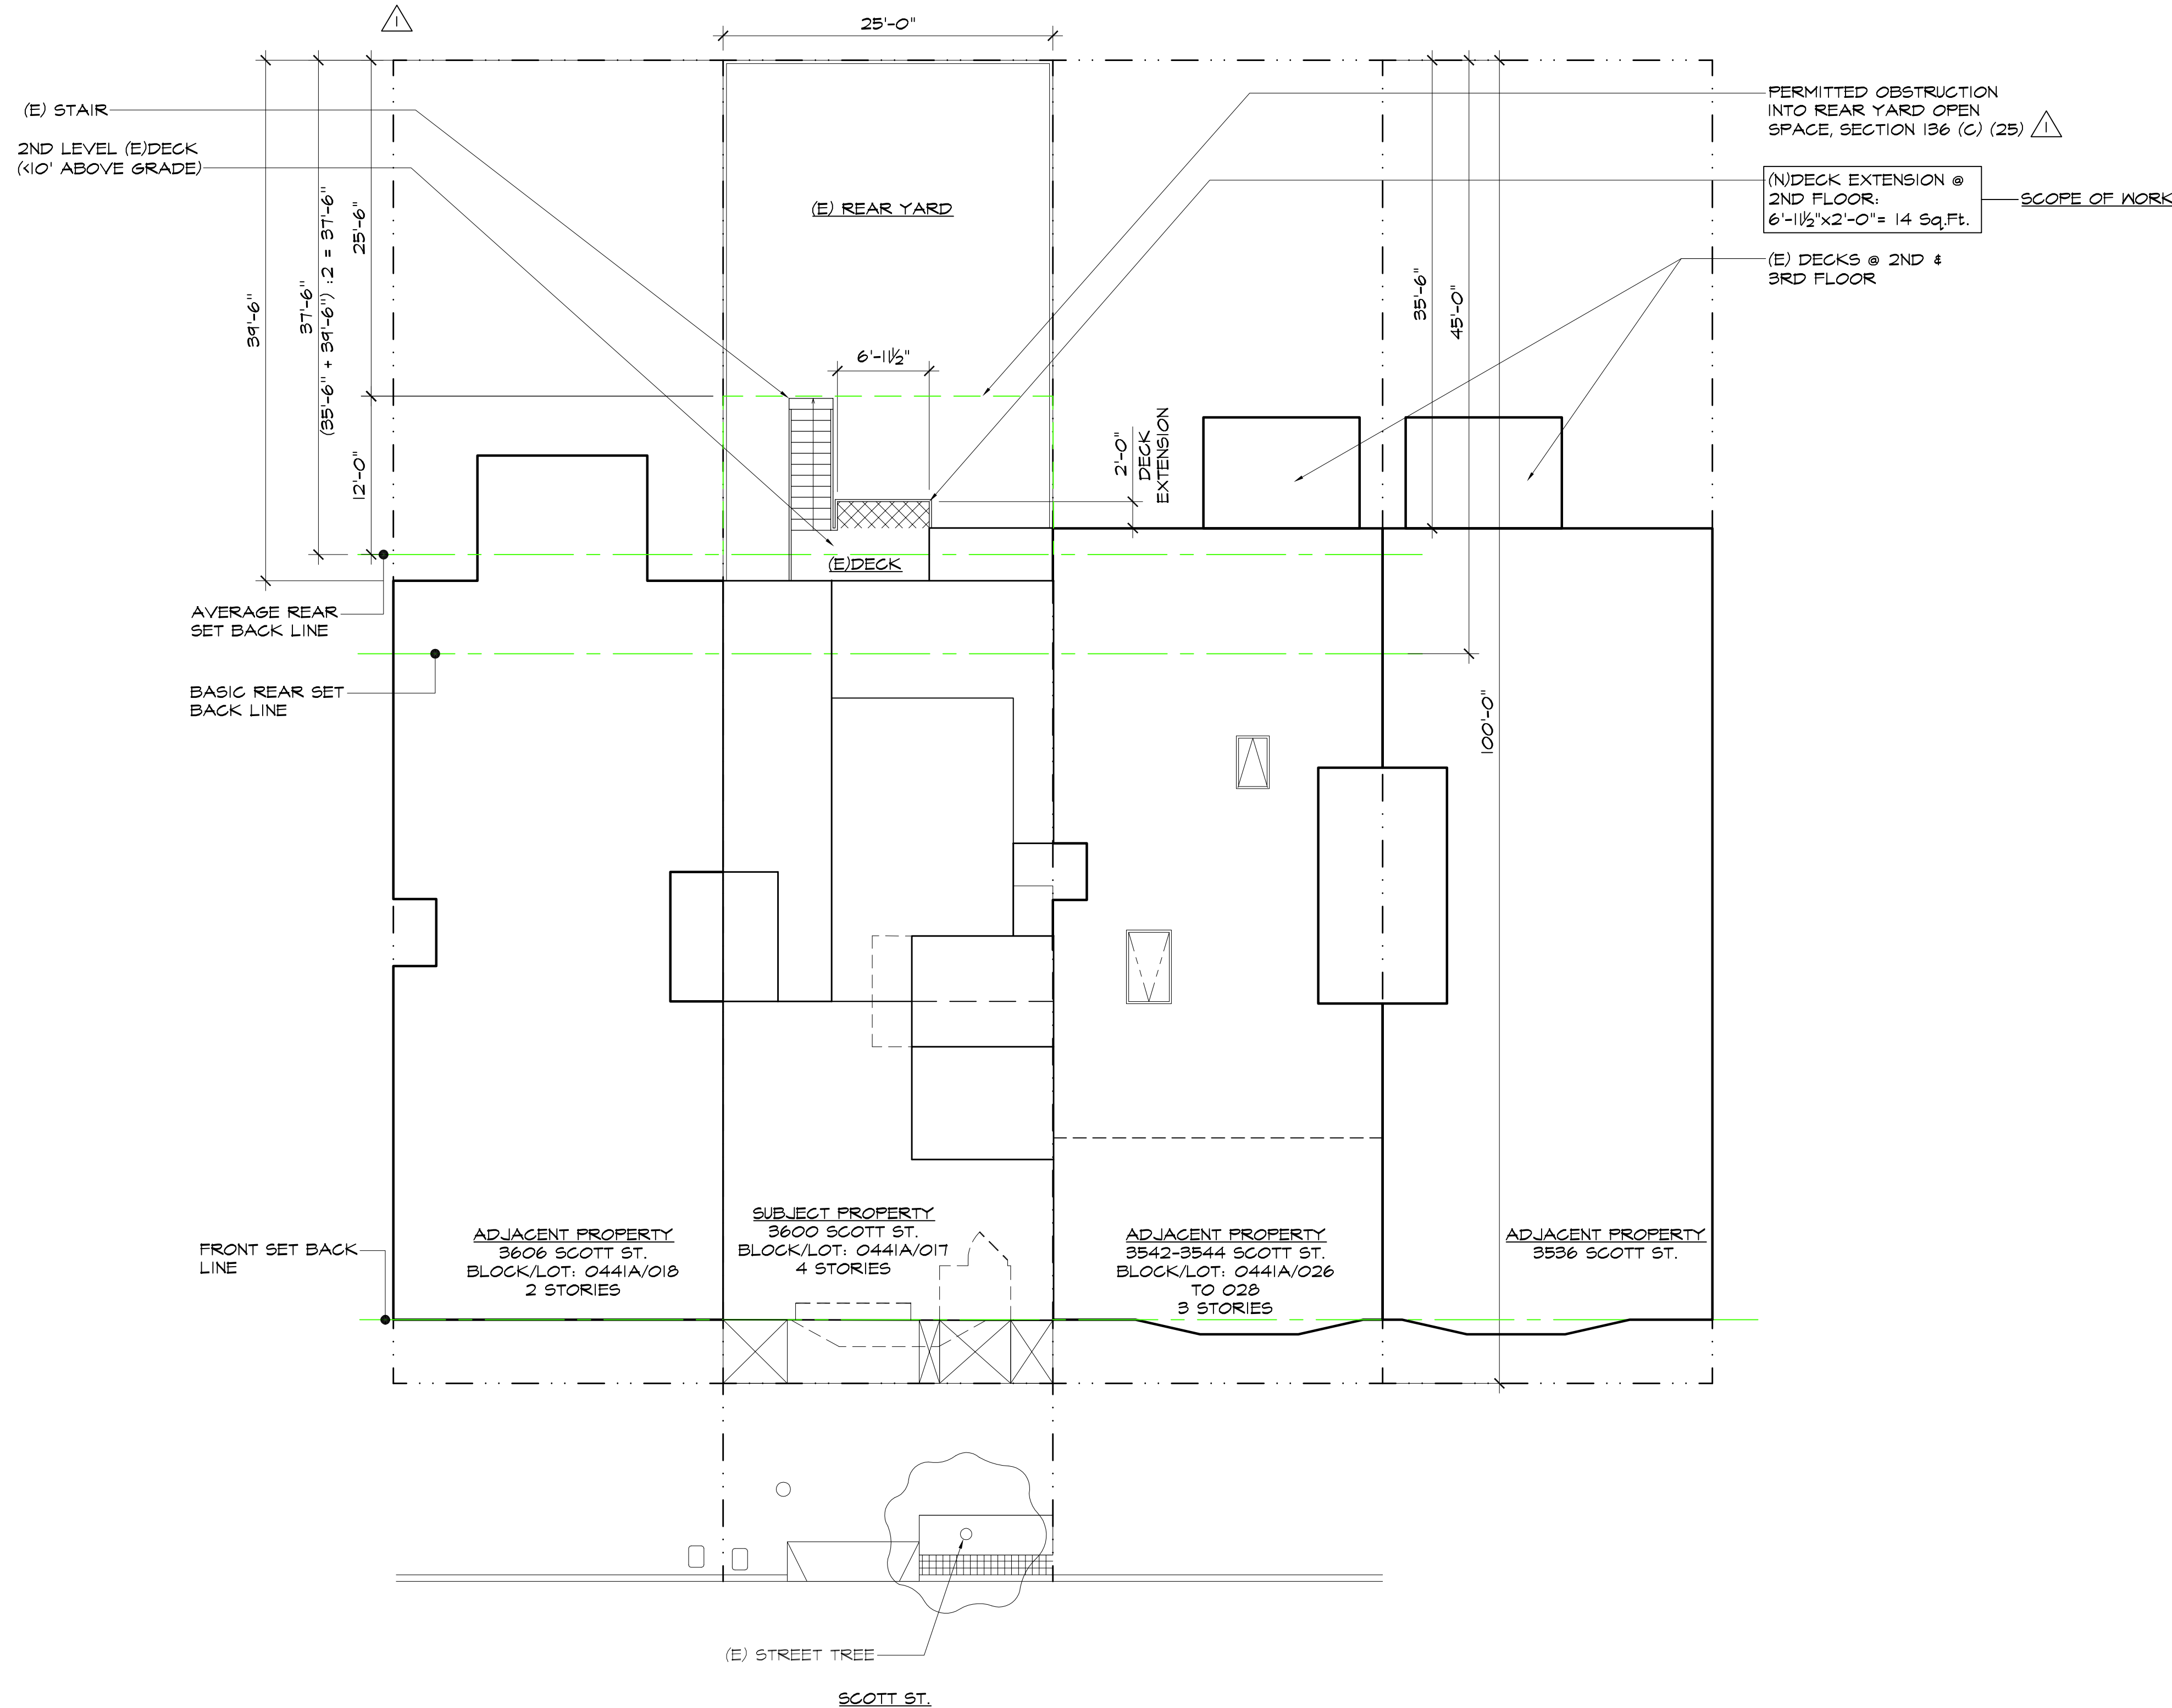 1
25'-0"
(E) STAIR
2ND LEVEL (E)DECK
(<10' ABOVE GRADE)
39'-6"
37'-6"
(35'-6" + 39'-6") :2 = 37'-6"
25'-6"
12'-0"
(E) REAR YARD
6'-11½"
2'-0"
DECK
EXTENSION
35'-6"
45'-0"
100'-0"
PERMITTED OBSTRUCTION
INTO REAR YARD OPEN
SPACE, SECTION 136 (C) (25) 1
(N)DECK EXTENSION @
2ND FLOOR:
6'-11½"x2'-0"= 14 Sq.Ft.
SCOPE OF WORK
(E) DECKS @ 2ND &
3RD FLOOR
(E)DECK
AVERAGE REAR
SET BACK LINE
BASIC REAR SET
BACK LINE
FRONT SET BACK
LINE
ADJACENT PROPERTY
3606 SCOTT ST.
BLOCK/LOT: 0441A/018
2 STORIES
SUBJECT PROPERTY
3600 SCOTT ST.
BLOCK/LOT: 0441A/017
4 STORIES
ADJACENT PROPERTY
3542-3544 SCOTT ST.
BLOCK/LOT: 0441A/026
TO 028
3 STORIES
ADJACENT PROPERTY
3536 SCOTT ST.
(E) STREET TREE
SCOTT ST.